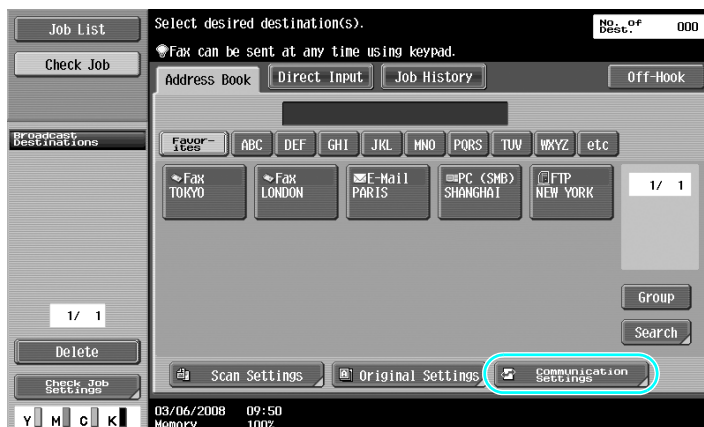 Job List
Check Job
Broadcast
Destinations
1/ 1
Delete
Check Job
Settings
Y M C K
Select desired destination(s).
No. of
Dest.
000
Fax can be sent at any time using keypad.
Address Book
Direct Input
Job History
Off-Hook
Favor-
ites
ABC
DEF
GHI
JKL
MNO
PQRS
TUV
WXYZ
etc
Fax
TOKYO
Fax
LONDON
E-Mail
PARIS
PC (SMB)
SHANGHAI
FTP
NEW YORK
1/ 1
Group
Search
Scan Settings
Original Settings
Communication
Settings
03/06/2008 09:50
Memory 100%